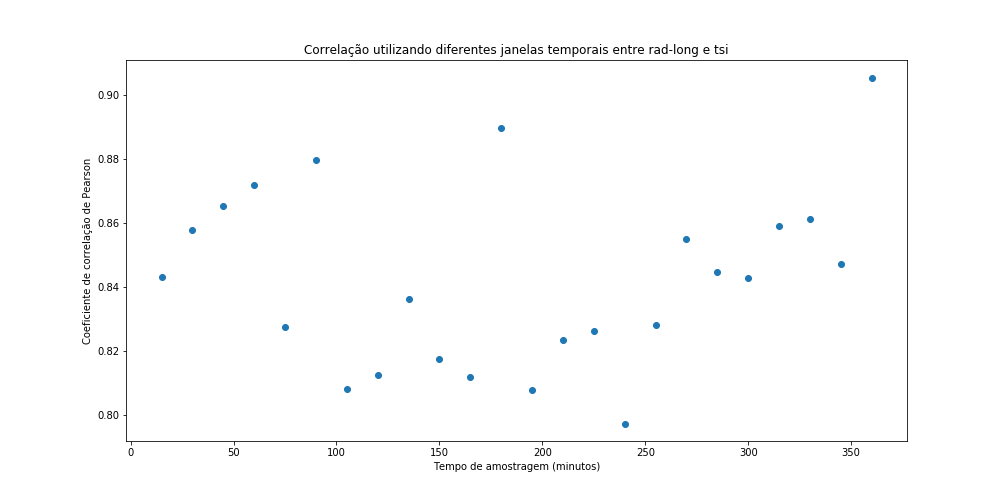 Correlação utilizando diferentes janelas temporais entre rad-long e tsi
0.90
0.88
0.86
0.84
0.82
0.80
Coeficiente de correlação de Pearson
0 50 100 150 200 250 300 350
Tempo de amostragem (minutos)